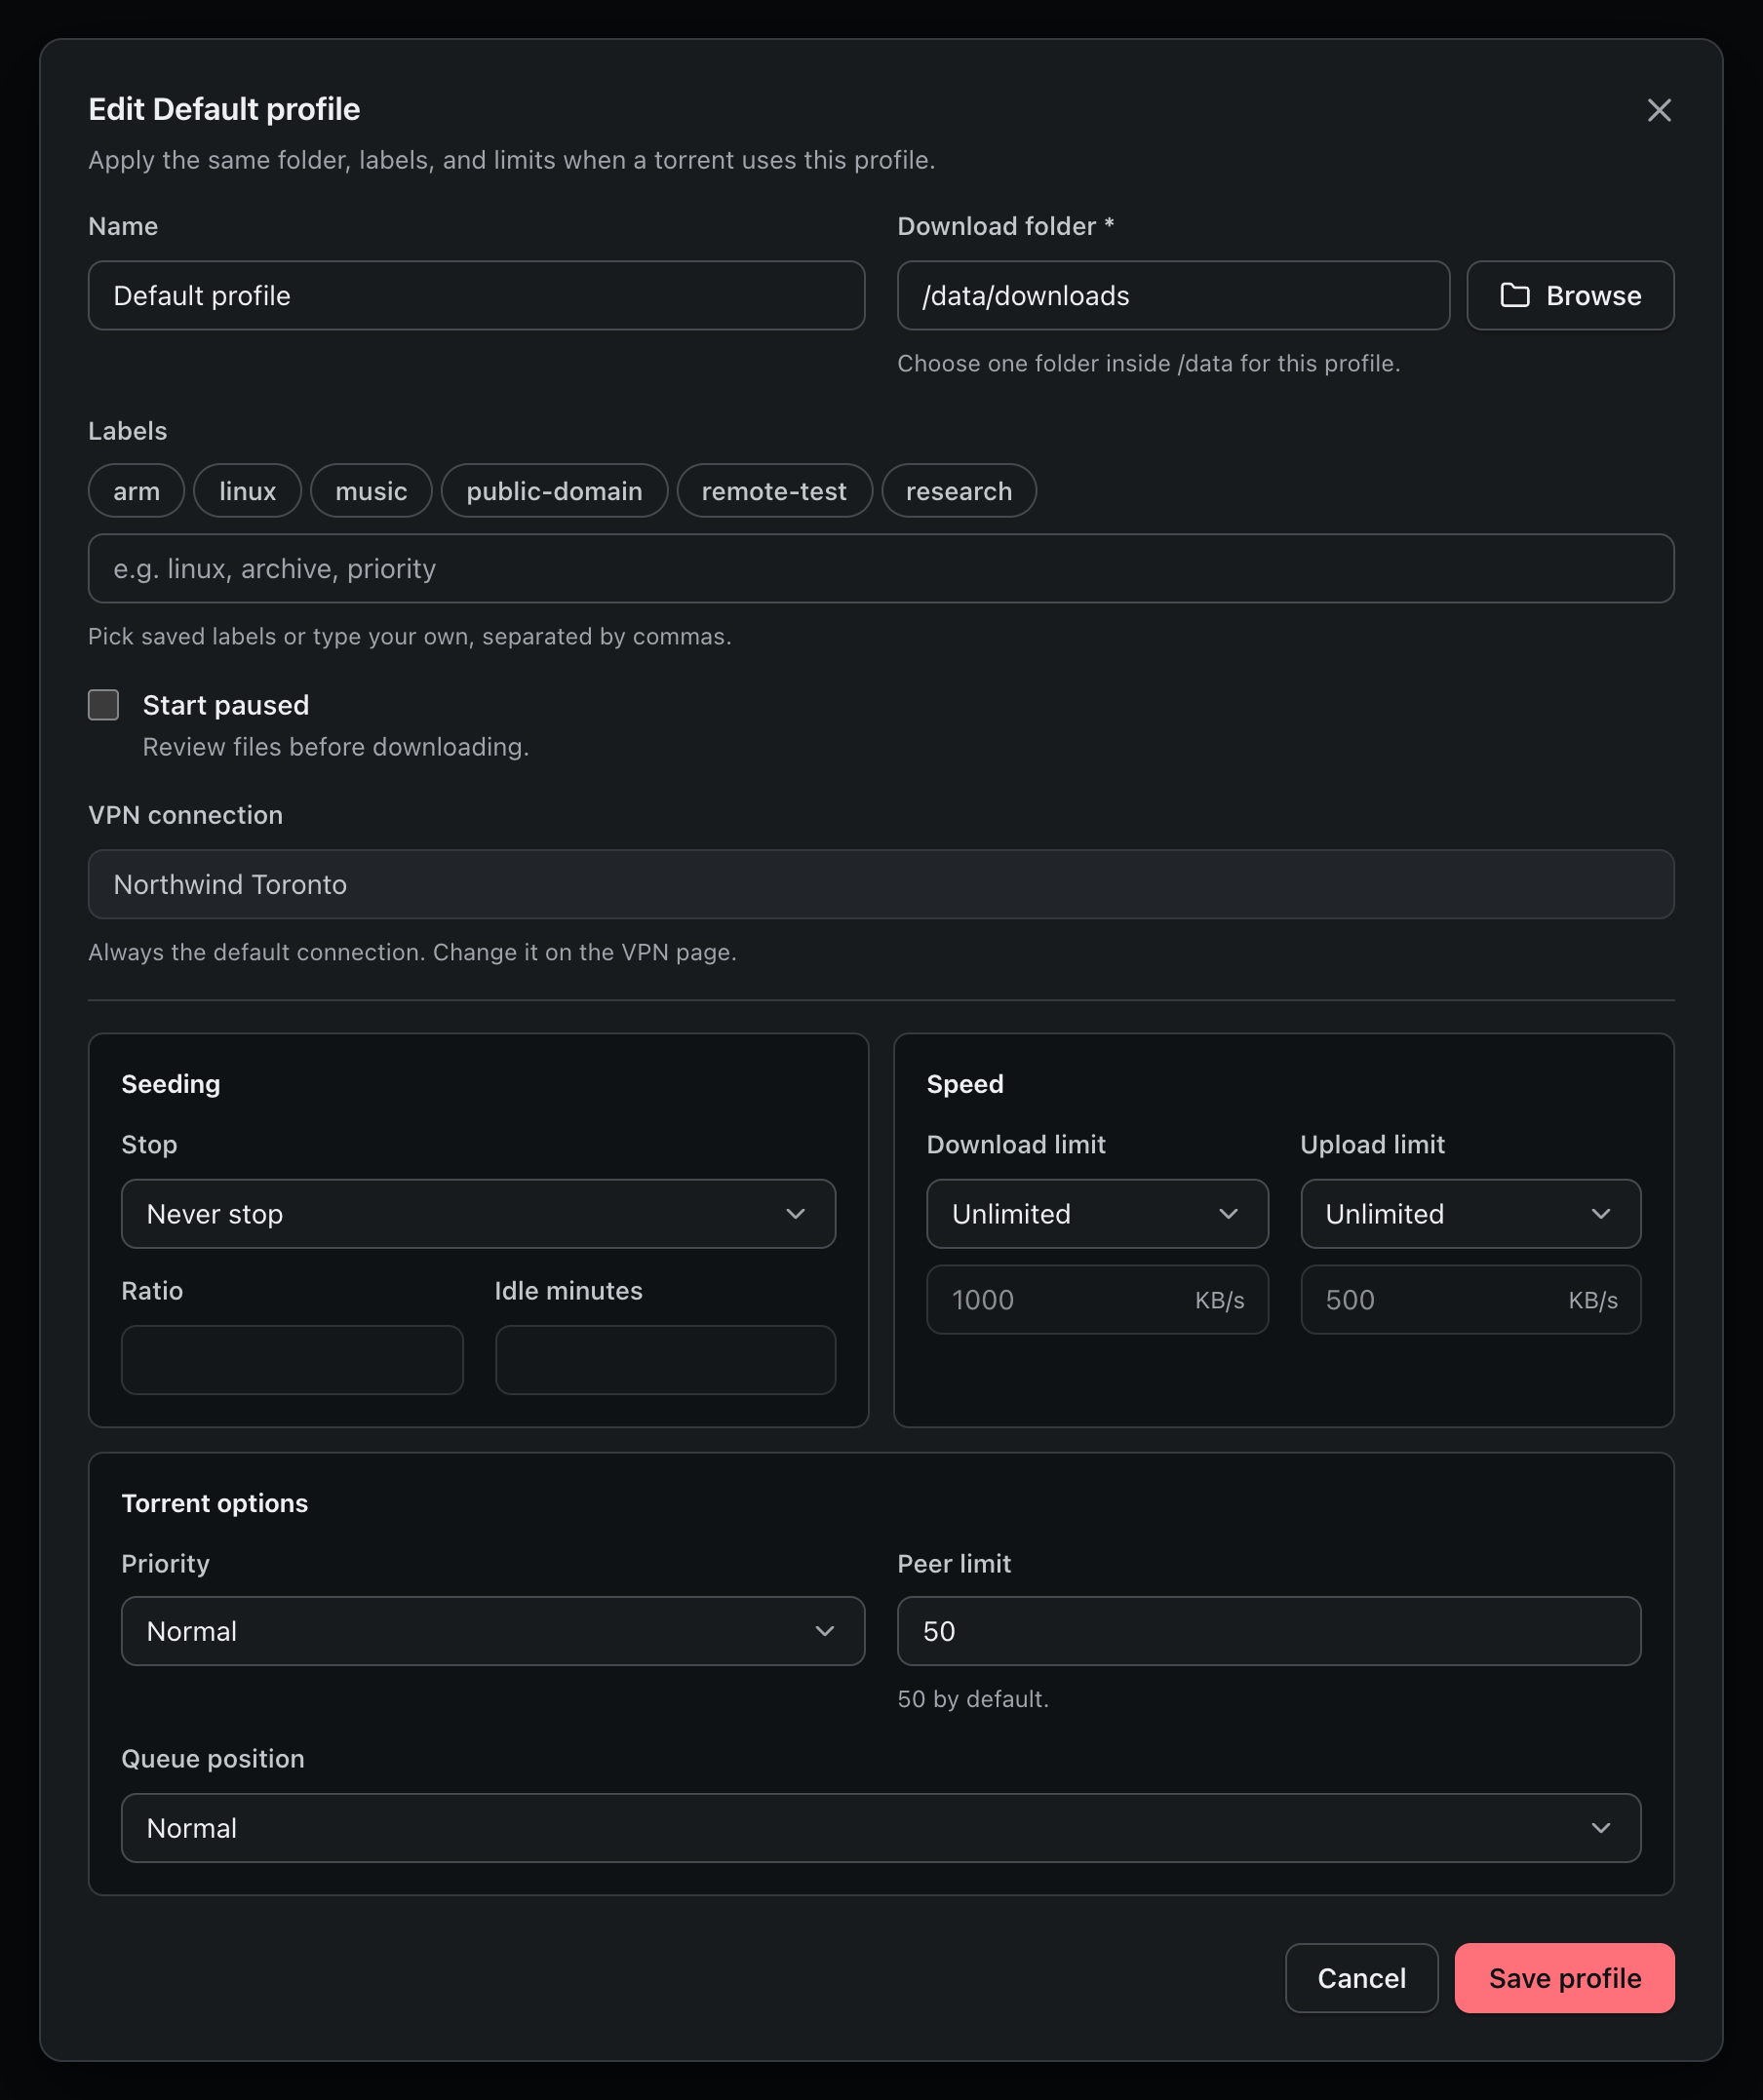 Edit Default profile
Apply the same folder, labels, and limits when a torrent uses this profile.
Name
Default profile
Download folder *
/data/downloads
Browse
Choose one folder inside /data for this profile.
Labels
arm linux music public-domain remote-test research
e.g. linux, archive, priority
Pick saved labels or type your own, separated by commas.
Start paused
Review files before downloading.
VPN connection
Northwind Toronto
Always the default connection. Change it on the VPN page.
Seeding
Stop
Never stop
Ratio
Idle minutes
Speed
Download limit
Upload limit
Unlimited
Unlimited
1000 KB/s
500 KB/s
Torrent options
Priority
Normal
Peer limit
50
50 by default.
Queue position
Normal
Cancel
Save profile